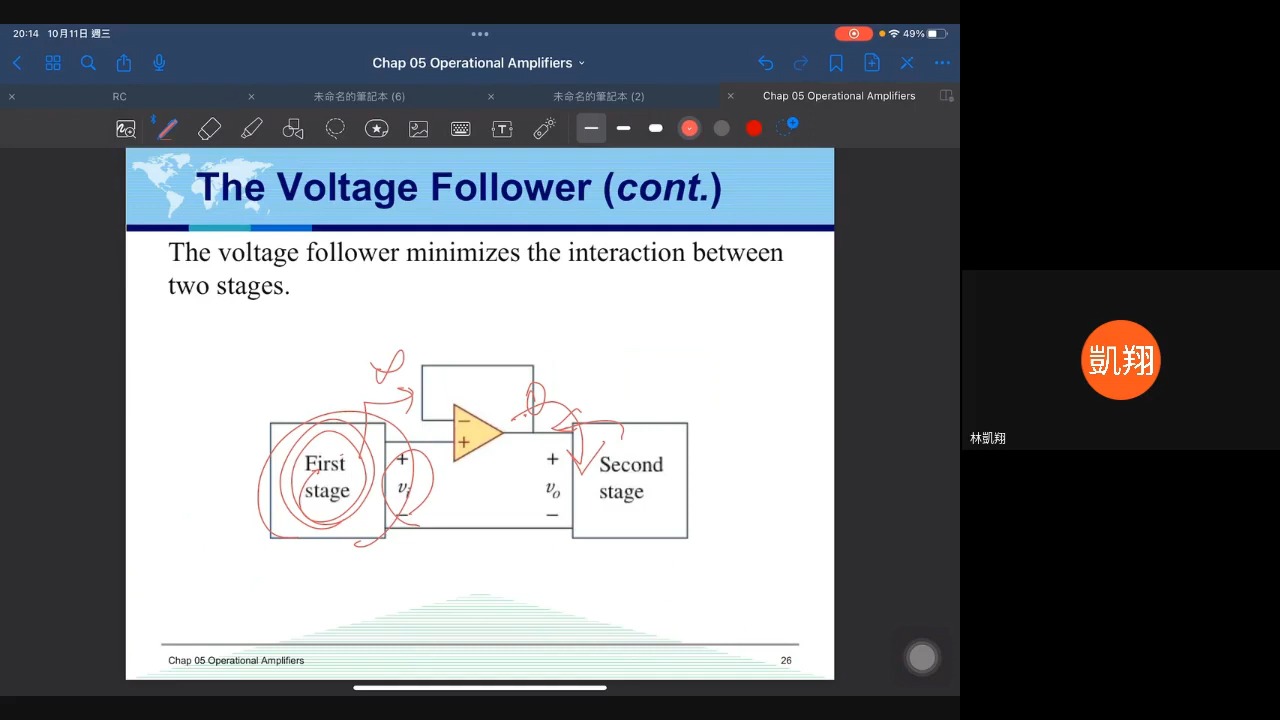 20:14 10月11日 週三
49%
Chap 05 Operational Amplifiers
RC
未命名的筆記本 (6)
未命名的筆記本 (2)
Chap 05 Operational Amplifiers
The Voltage Follower (cont.)
The voltage follower minimizes the interaction between
two stages.
First
stage
+
vi
−
−
+
+
vo
−
Second
stage
Chap 05 Operational Amplifiers
26
凱翔
林凱翔